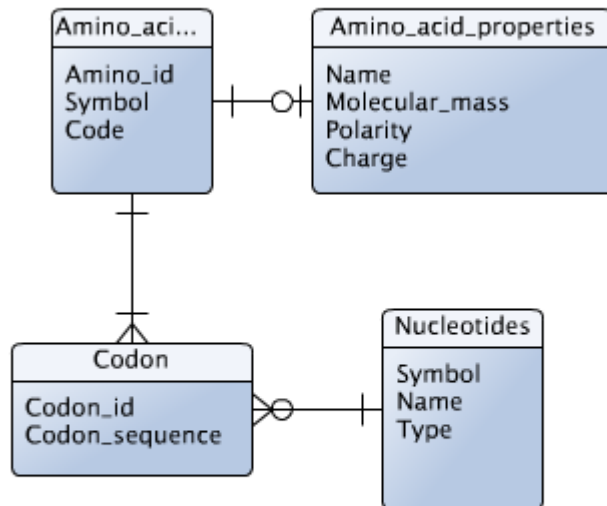 Amino_aci...
Amino_id
Symbol
Code
Amino_acid_properties
Name
Molecular_mass
Polarity
Charge
Codon
Codon_id
Codon_sequence
Nucleotides
Symbol
Name
Type